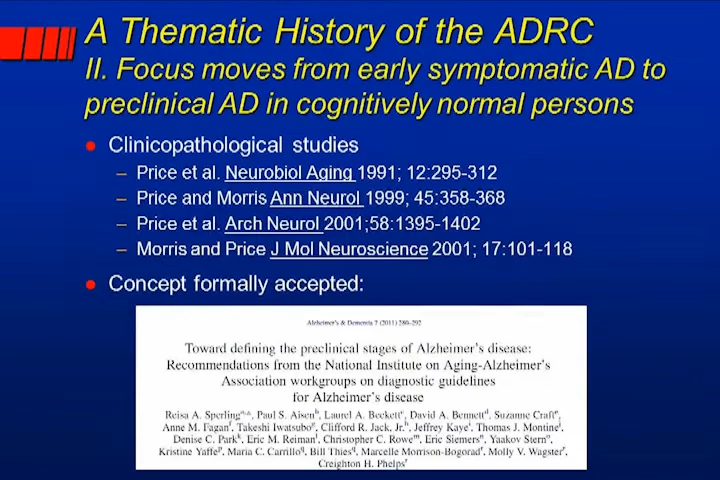 A Thematic History of the ADRC
II. Focus moves from early symptomatic AD to
preclinical AD in cognitively normal persons
Clinicopathological studies
– Price et al. Neurobiol Aging 1991; 12:295-312
– Price and Morris Ann Neurol 1999; 45:358-368
– Price et al. Arch Neurol 2001;58:1395-1402
– Morris and Price J Mol Neuroscience 2001; 17:101-118
Concept formally accepted:
Alzheimer's & Dementia 7 (2011) 280–292
Toward defining the preclinical stages of Alzheimer's disease:
Recommendations from the National Institute on Aging-Alzheimer's
Association workgroups on diagnostic guidelines
for Alzheimer's disease
Reisa A. Sperling, Paul S. Aisen, Laurel A. Beckett, David A. Bennett, Suzanne Craft,
Anne M. Fagan, Takeshi Iwatsubo, Clifford R. Jack, Jr., Jeffrey Kaye, Thomas J. Montine,
Denise C. Park, Eric M. Reiman, Christopher C. Rowe, Eric Siemers, Yaakov Stern,
Kristine Yaffe, Maria C. Carrillo, Bill Thies, Marcelle Morrison-Bogorad, Molly V. Wagster,
Creighton H. Phelps